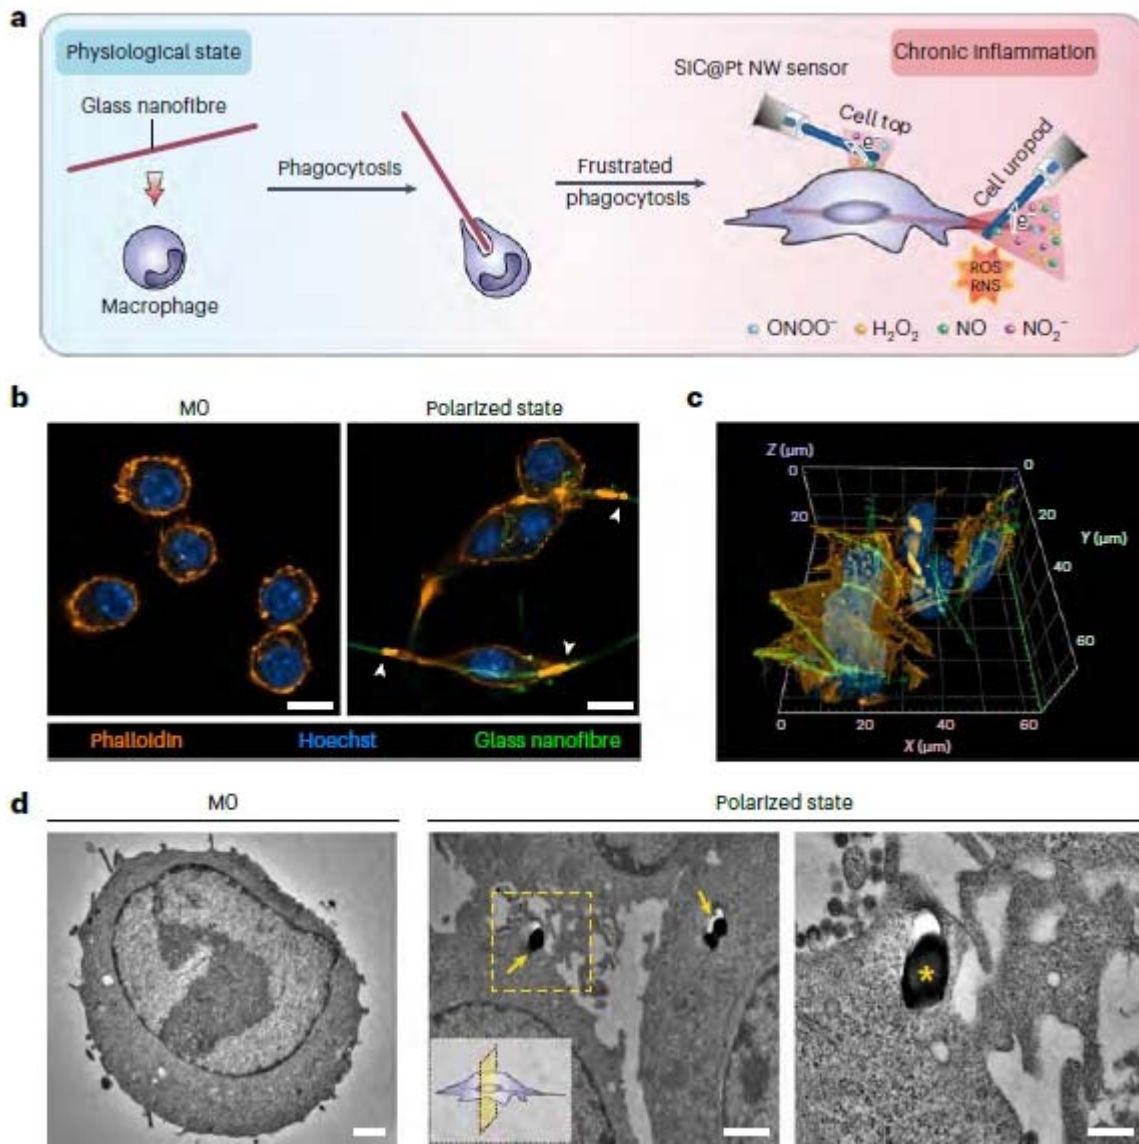 a
Physiological state
Chronic inflammation
SiC@Pt NW sensor
Glass nanofibre
Cell top
e⁻
Phagocytosis
Frustrated
phagocytosis
Cell uropod
e⁻
Macrophage
ROS
RNS
ONOO⁻ H₂O₂ NO NO₂⁻
b
M0
Polarized state
Phalloidin Hoechst Glass nanofibre
c
Z (µm)
0
0
20
20
Y (µm)
40
60
0 20 40 60
X (µm)
d
M0
Polarized state
*